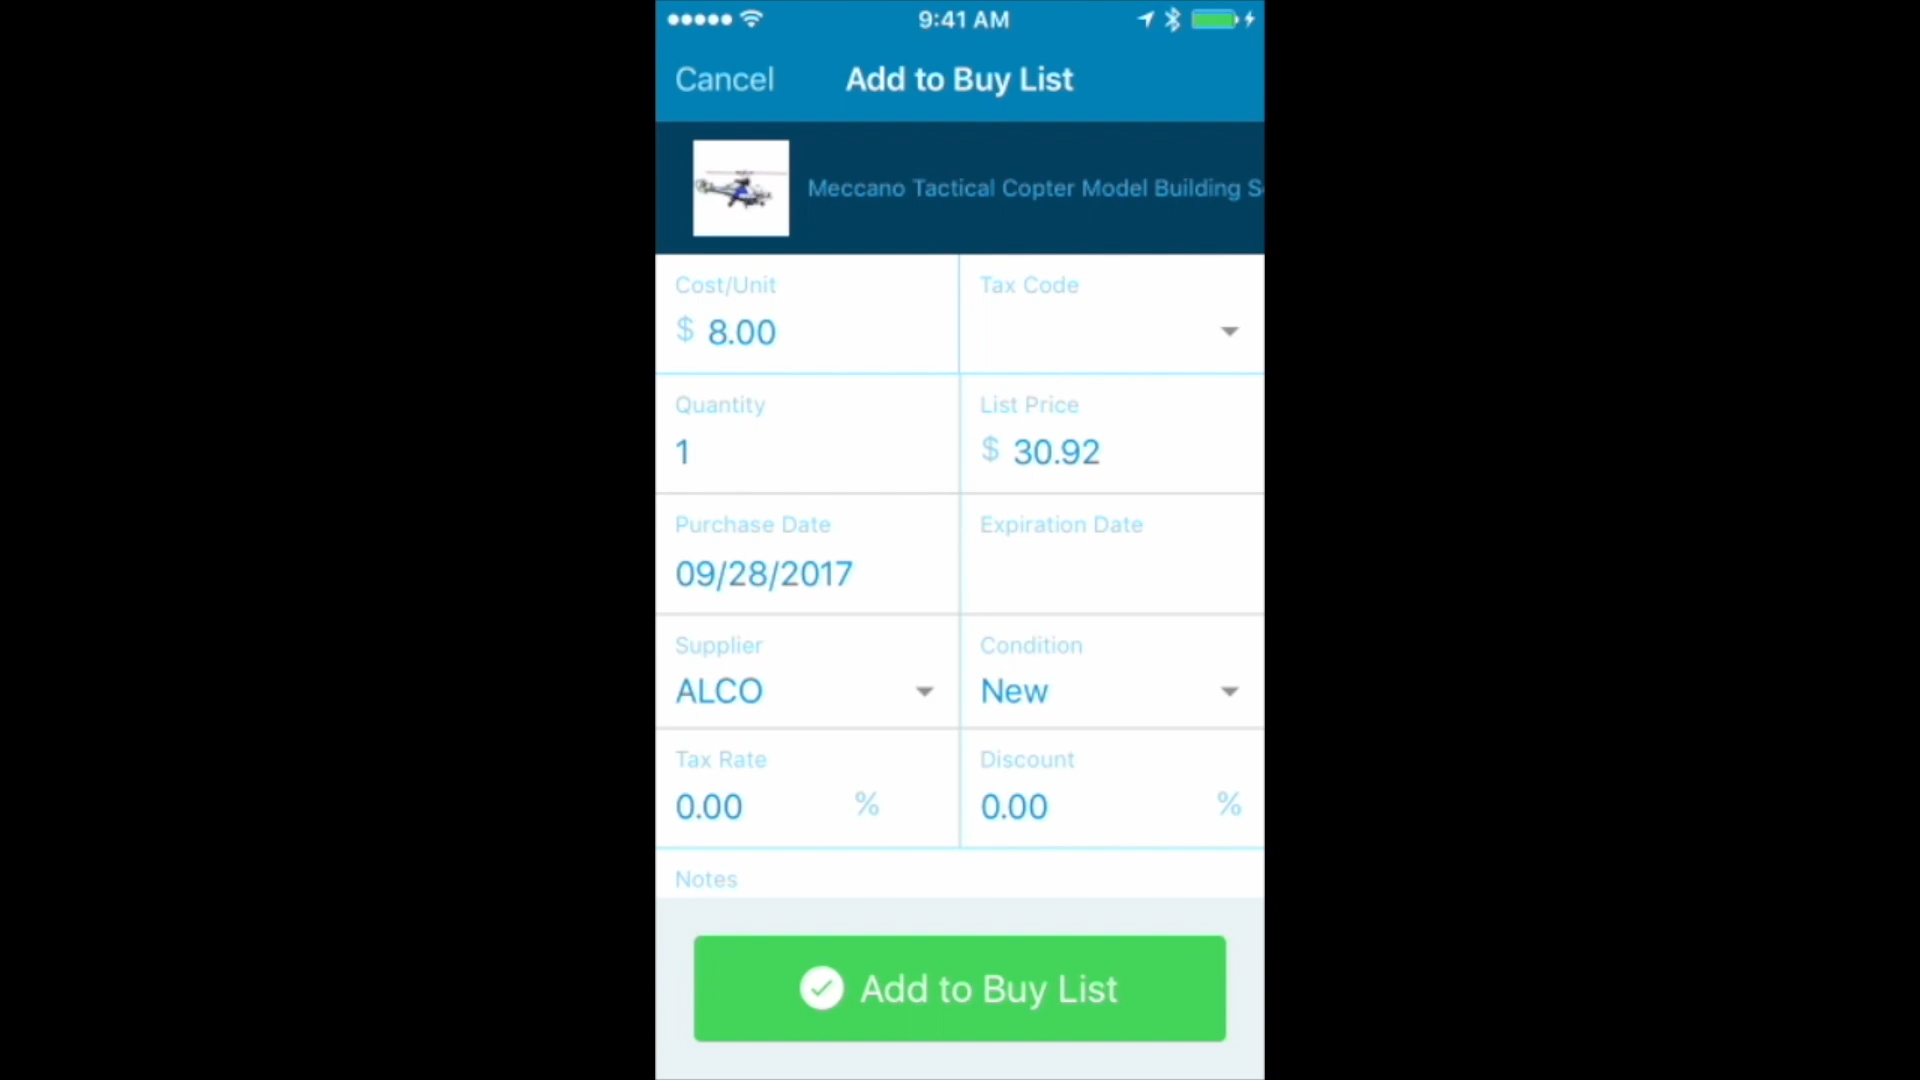 9:41 AM
Cancel Add to Buy List
Meccano Tactical Copter Model Building
Cost/Unit Tax Code
$ 8.00
Quantity List Price
1 $ 30.92
Purchase Date Expiration Date
09/28/2017
Supplier Condition
ALCO New
Tax Rate Discount
0.00 % 0.00 %
Notes
Add to Buy List